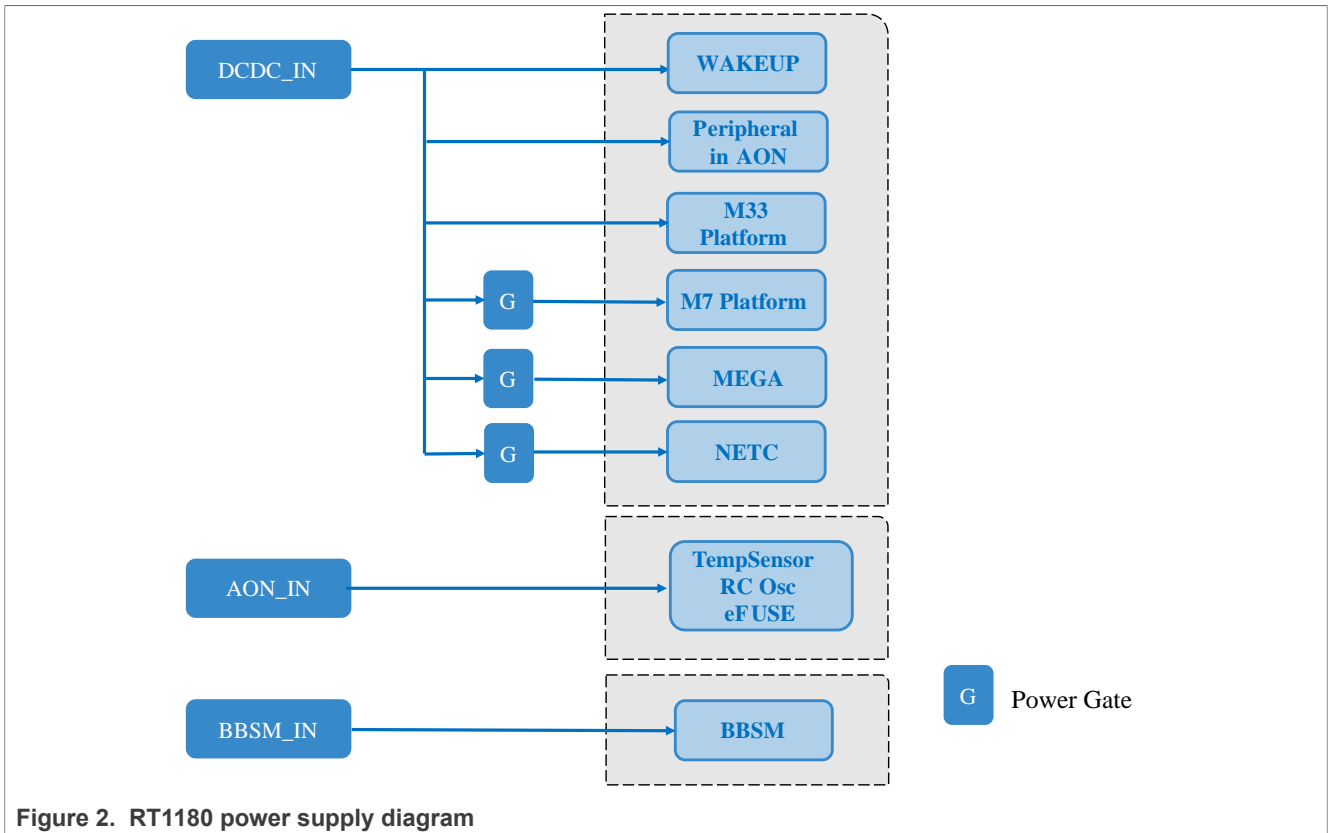 DCDC_IN
WAKEUP
Peripheral
in AON
M33
Platform
G
M7 Platform
G
MEGA
G
NETC
AON_IN
TempSensor
RC Osc
eFUSE
BBSM_IN
BBSM
G
Power Gate
Figure 2. RT1180 power supply diagram